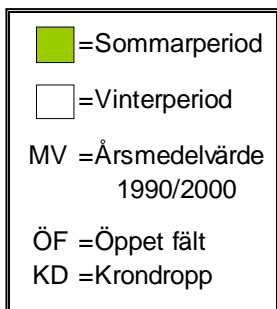 =Sommarperiod
=Vinterperiod
MV =Årsmedelvärde
1990/2000
ÖF =Öppet fält
KD =Krondropp